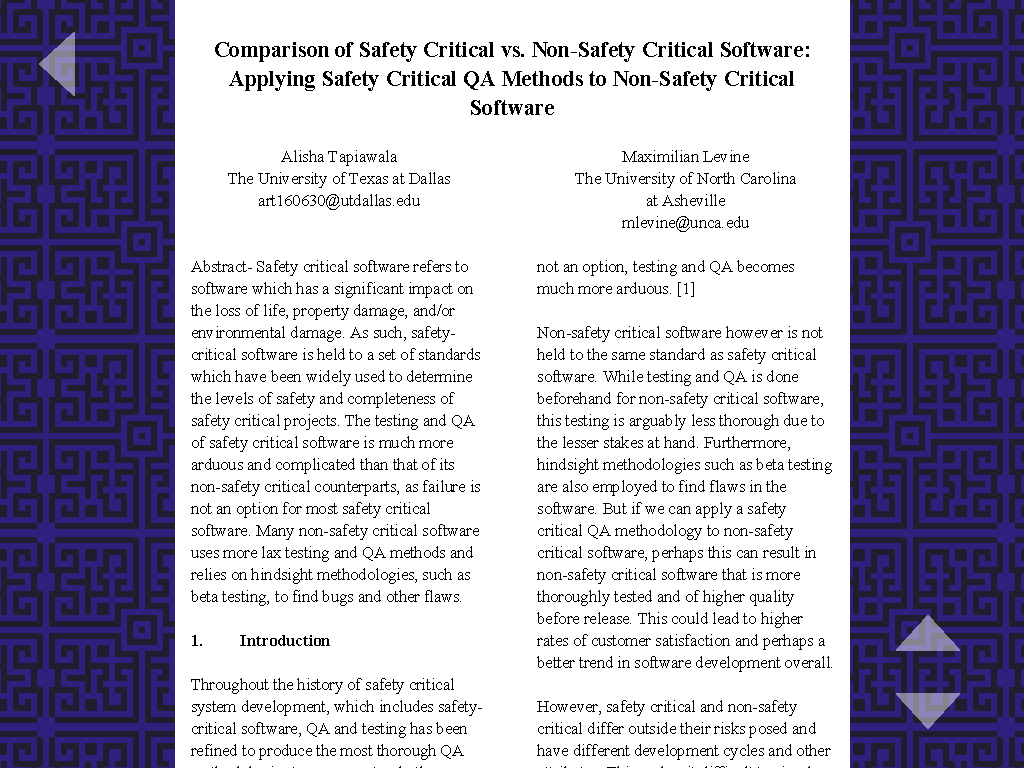 Comparison of Safety Critical vs. Non-Safety Critical Software:
Applying Safety Critical QA Methods to Non-Safety Critical
Software
Alisha Tapiawala
The University of Texas at Dallas
art160630@utdallas.edu
Maximilian Levine
The University of North Carolina
at Asheville
mlevine@unca.edu
Abstract- Safety critical software refers to
software which has a significant impact on
the loss of life, property damage, and/or
environmental damage. As such, safety-
critical software is held to a set of standards
which have been widely used to determine
the levels of safety and completeness of
safety critical projects. The testing and QA
of safety critical software is much more
arduous and complicated than that of its
non-safety critical counterparts, as failure is
not an option for most safety critical
software. Many non-safety critical software
uses more lax testing and QA methods and
relies on hindsight methodologies, such as
beta testing, to find bugs and other flaws.
1. Introduction
Throughout the history of safety critical
system development, which includes safety-
critical software, QA and testing has been
refined to produce the most thorough QA
not an option, testing and QA becomes
much more arduous. [1]
Non-safety critical software however is not
held to the same standard as safety critical
software. While testing and QA is done
beforehand for non-safety critical software,
this testing is arguably less thorough due to
the lesser stakes at hand. Furthermore,
hindsight methodologies such as beta testing
are also employed to find flaws in the
software. But if we can apply a safety
critical QA methodology to non-safety
critical software, perhaps this can result in
non-safety critical software that is more
thoroughly tested and of higher quality
before release. This could lead to higher
rates of customer satisfaction and perhaps a
better trend in software development overall.
However, safety critical and non-safety
critical differ outside their risks posed and
have different development cycles and other